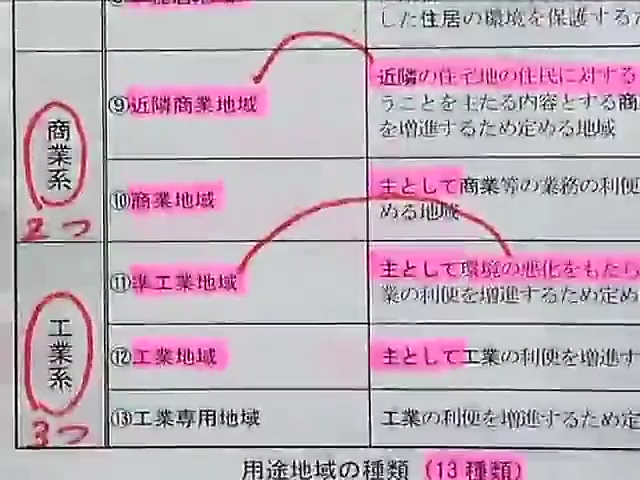 した住居の環境を保護する
⑨近隣商業地域
近隣の住宅地の住民に対する
うことを主たる内容とする商
を増進するため定める地域
商業系
2つ
⑩商業地域
主として商業等の業務の利便
める地域
⑪準工業地域
主として環境の悪化をもたら
業の利便を増進するため定め
工業系
3つ
⑫工業地域
主として工業の利便を増進す
⑬工業専用地域
工業の利便を増進するため定
用途地域の種類(13種類)